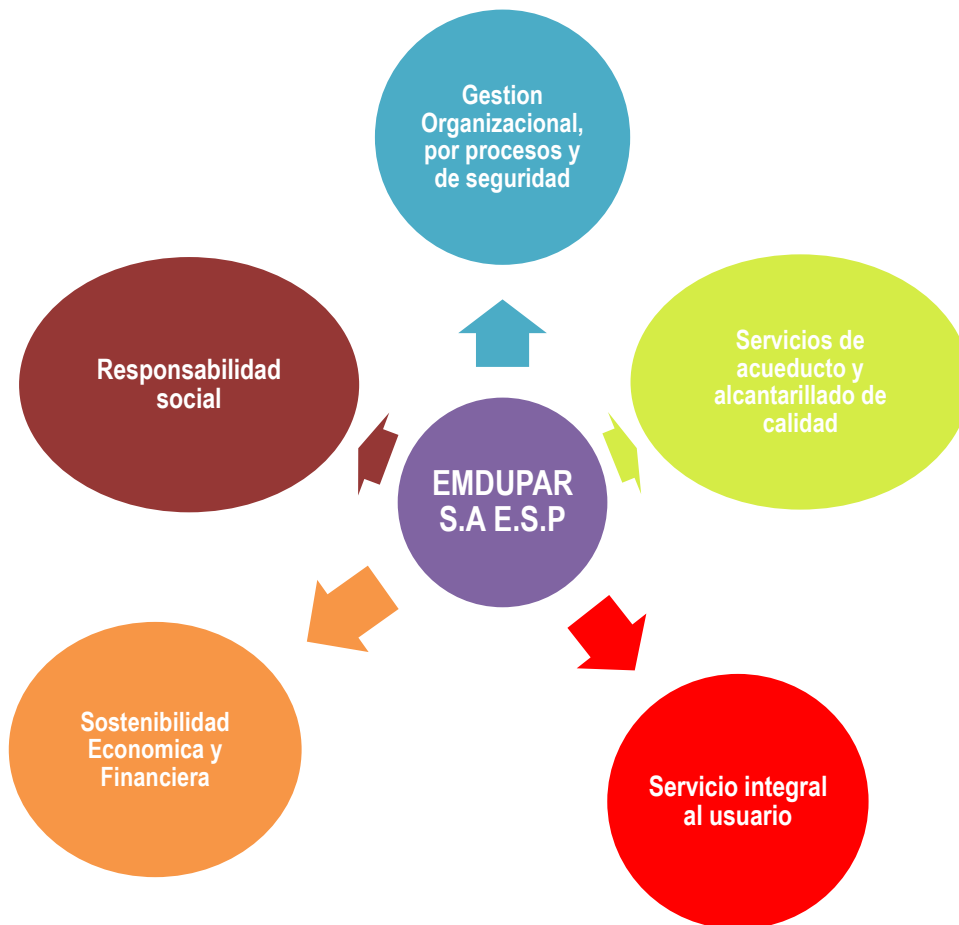 Gestion
Organizacional,
por procesos y
de seguridad
Servicios de
acueducto y
alcantarillado de
calidad
Responsabilidad
social
EMDUPAR
S.A E.S.P
Sostenibilidad
Economica y
Financiera
Servicio integral
al usuario